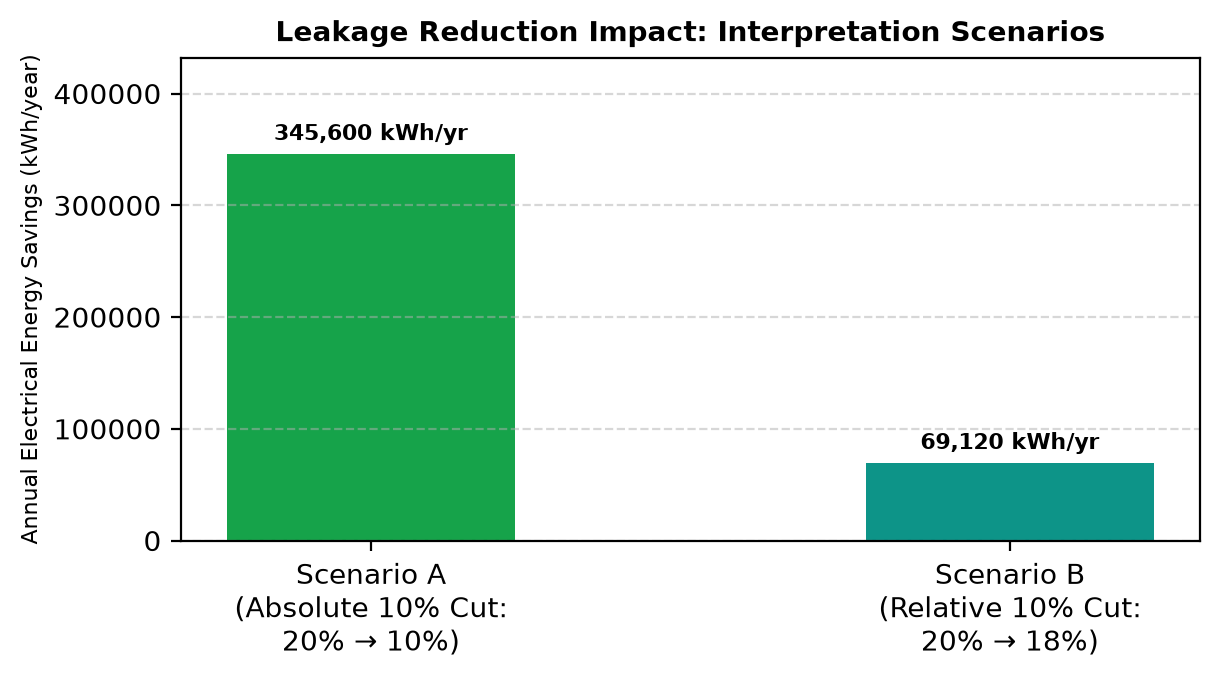 Leakage Reduction Impact: Interpretation Scenarios
Annual Electrical Energy Savings (kWh/year)
400000
300000
200000
100000
0
345,600 kWh/yr
69,120 kWh/yr
Scenario A
(Absolute 10% Cut:
20% → 10%)
Scenario B
(Relative 10% Cut:
20% → 18%)